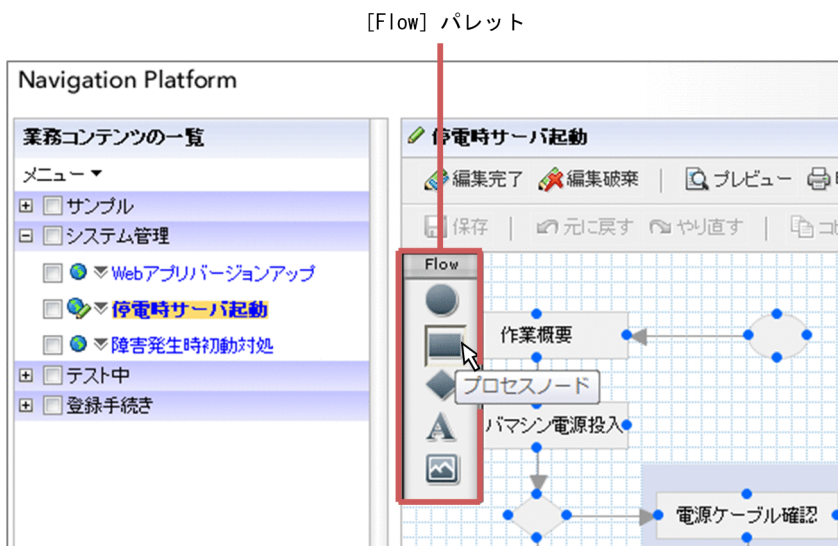 [Flow] パレット
Navigation Platform
業務コンテンツの一覧
メニュー
サンプル
システム管理
Webアプリバージョンアップ
停電時サーバ起動
障害発生時初動対処
テスト中
登録手続き
停電時サーバ起動
編集完了 編集破棄 | プレビュー
保存 | 元に戻す やり直す |
Flow
プロセスノード
作業概要
バマシン電源投入
電源ケーブル確認